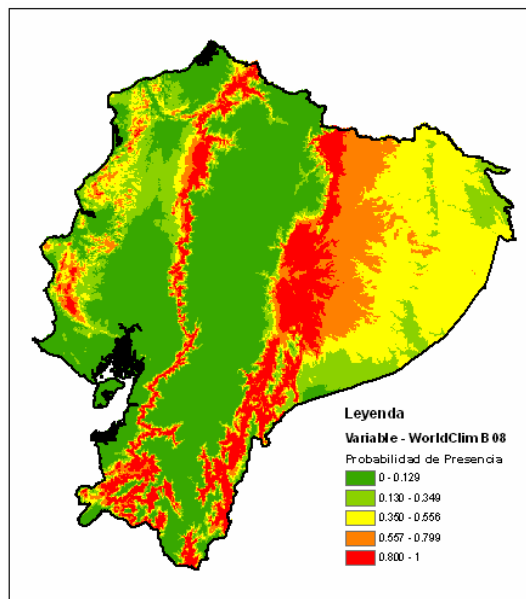 Leyenda
Variable - WorldClim B 08
Probabilidad de Presencia
0 - 0.129
0.130 - 0.349
0.350 - 0.556
0.557 - 0.799
0.800 - 1